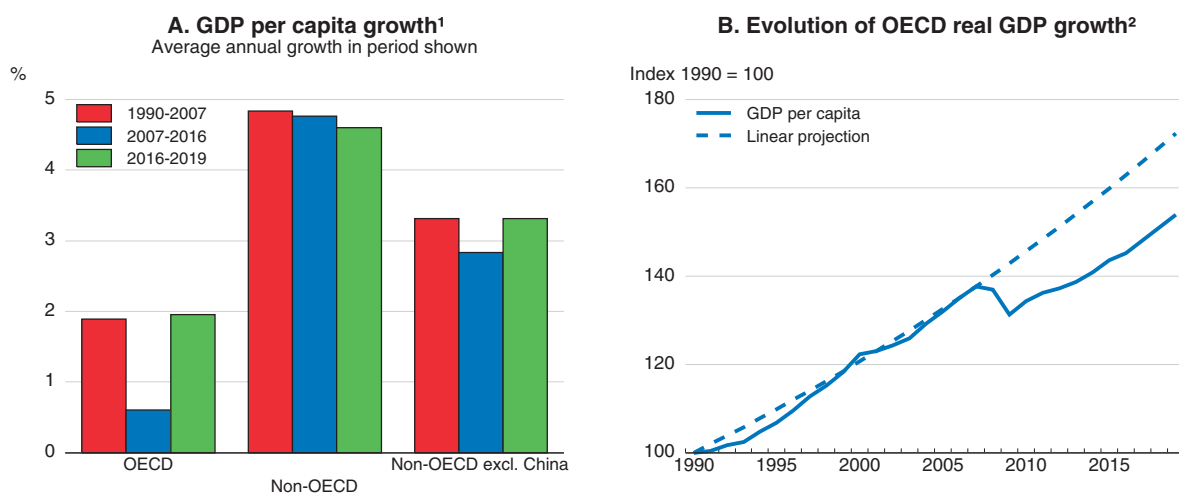 A. GDP per capita growth¹
Average annual growth in period shown
%
5
4
3
2
1
0
1990-2007
2007-2016
2016-2019
OECD
Non-OECD
Non-OECD excl. China
B. Evolution of OECD real GDP growth²
Index 1990 = 100
180
160
140
120
100
GDP per capita
Linear projection
1990
1995
2000
2005
2010
2015